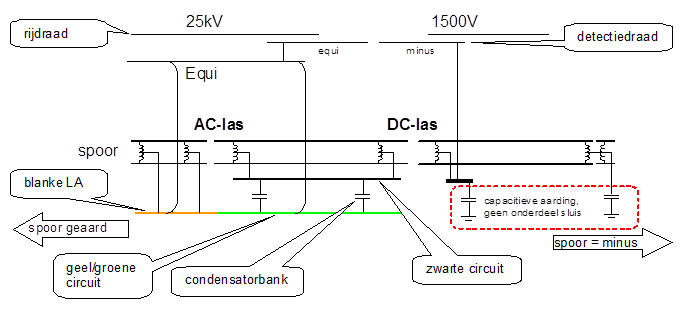 25kV
1500V
rijdraad
detectiedraad
equi
minus
Equi
AC-las
DC-las
spoor
blanke LA
capacitieve aarding,
geen onderdeel sluis
spoor geaard
spoor = minus
geel/groene
circuit
condensatorbank
zwarte circuit